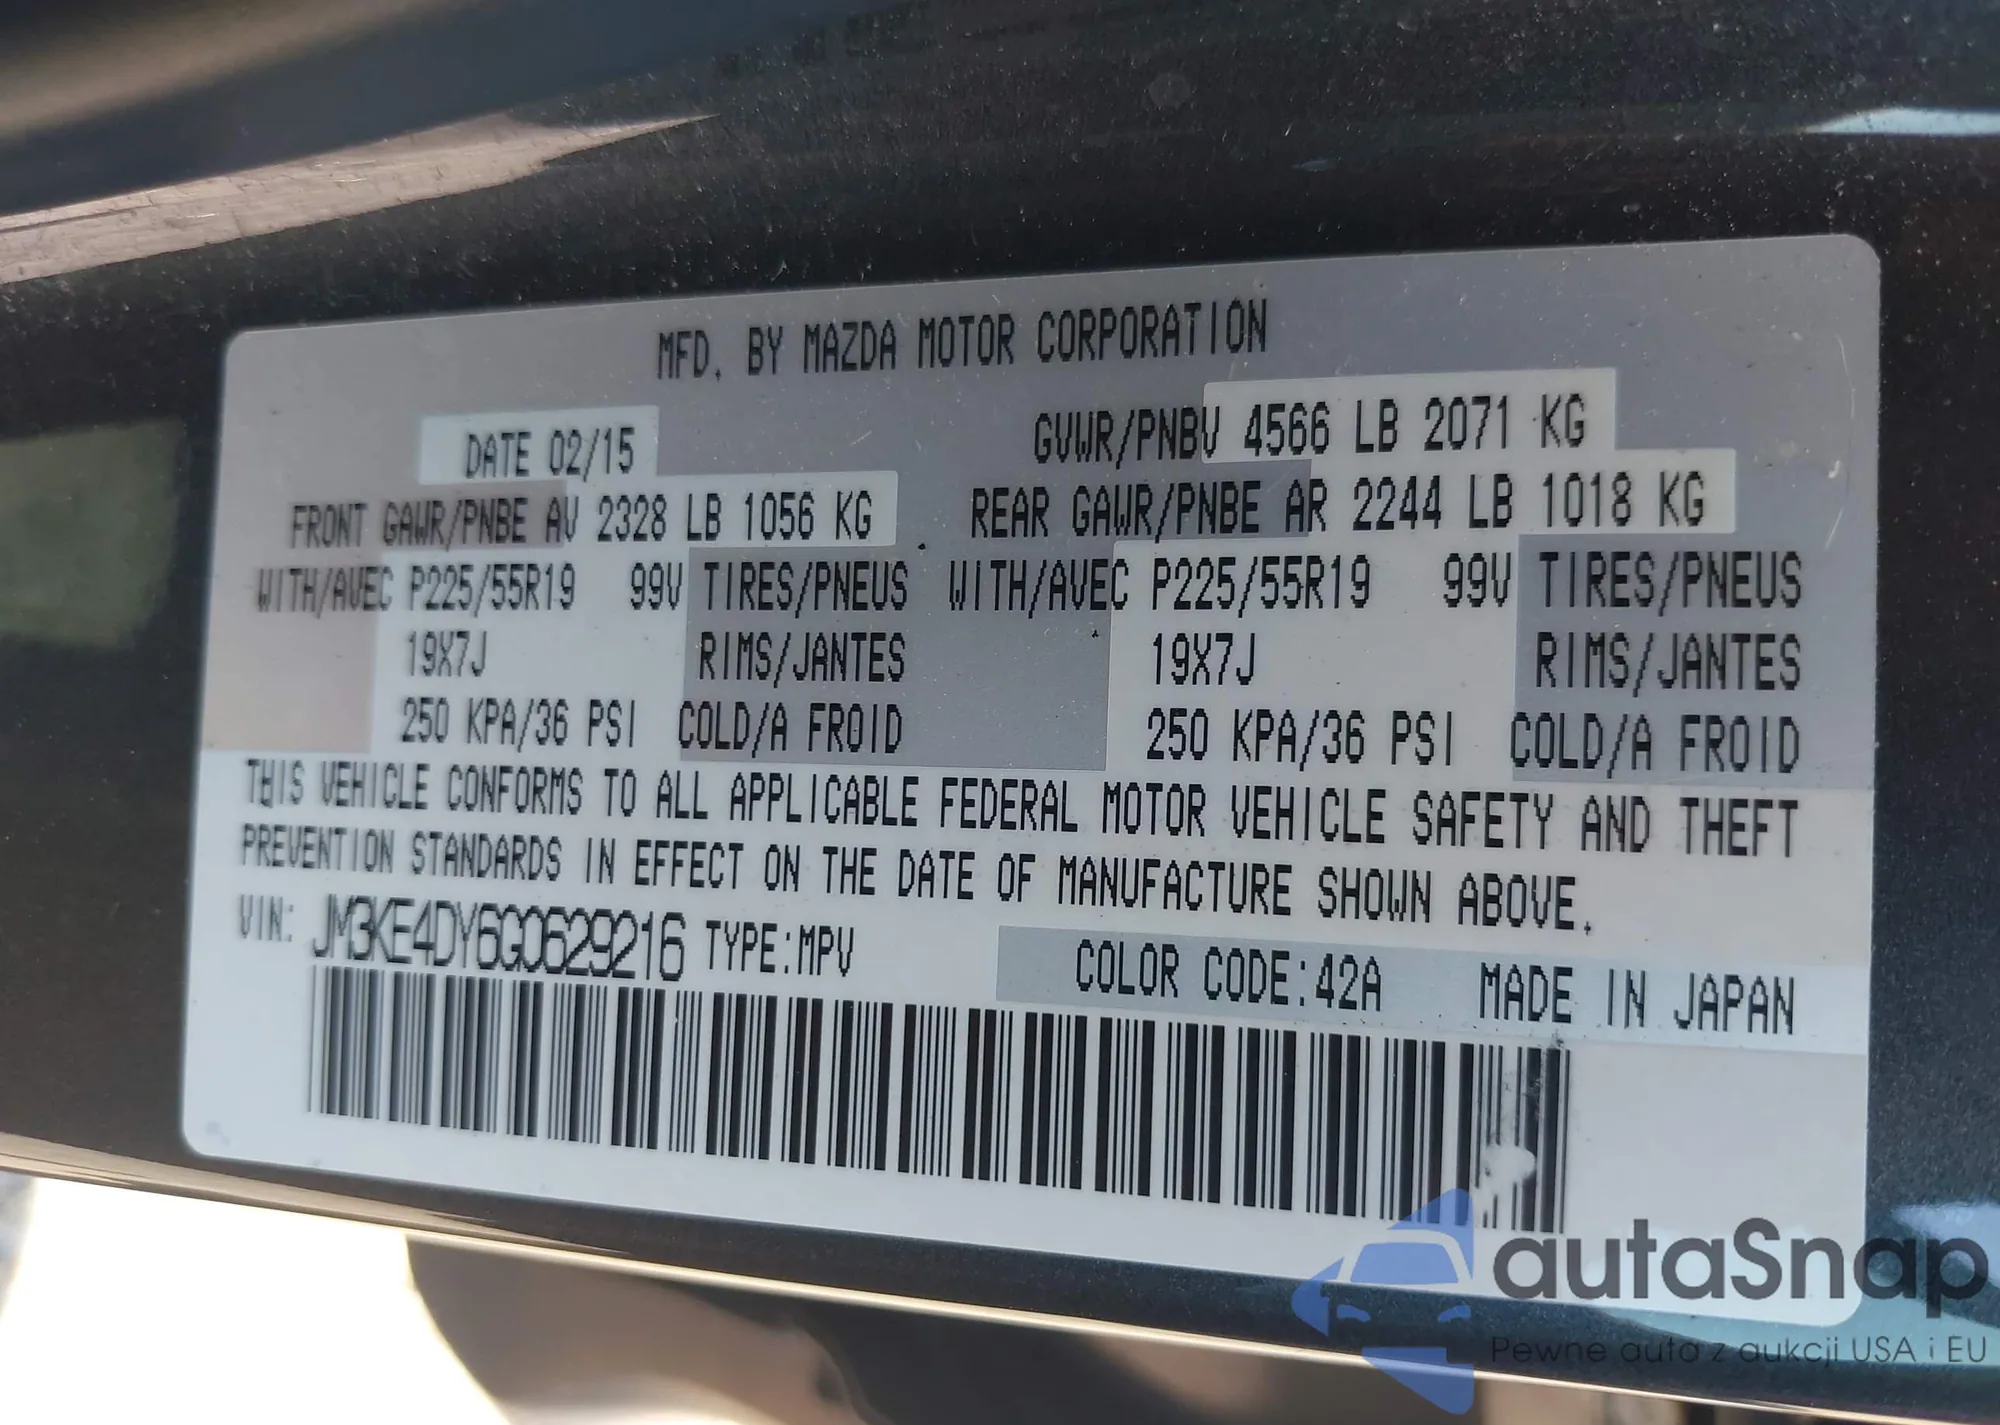 MFD. BY MAZDA MOTOR CORPORATION
DATE 02/15 GVWR/PNBV 4566 LB 2071 KG
FRONT GAWR/PNBE AV 2328 LB 1056 KG REAR GAWR/PNBE AR 2244 LB 1018 KG
WITH/AVEC P225/55R19 99V TIRES/PNEUS WITH/AVEC P225/55R19 99V TIRES/PNEUS
19X7J RIMS/JANTES 19X7J RIMS/JANTES
250 KPA/36 PSI COLD/A FROID 250 KPA/36 PSI COLD/A FROID
THIS VEHICLE CONFORMS TO ALL APPLICABLE FEDERAL MOTOR VEHICLE SAFETY AND THEFT
PREVENTION STANDARDS IN EFFECT ON THE DATE OF MANUFACTURE SHOWN ABOVE.
VIN: JM3KE4DY6G0629216 TYPE:MPV COLOR CODE:42A MADE IN JAPAN
autaSnap
Pewne auta z aukcji USA i EU